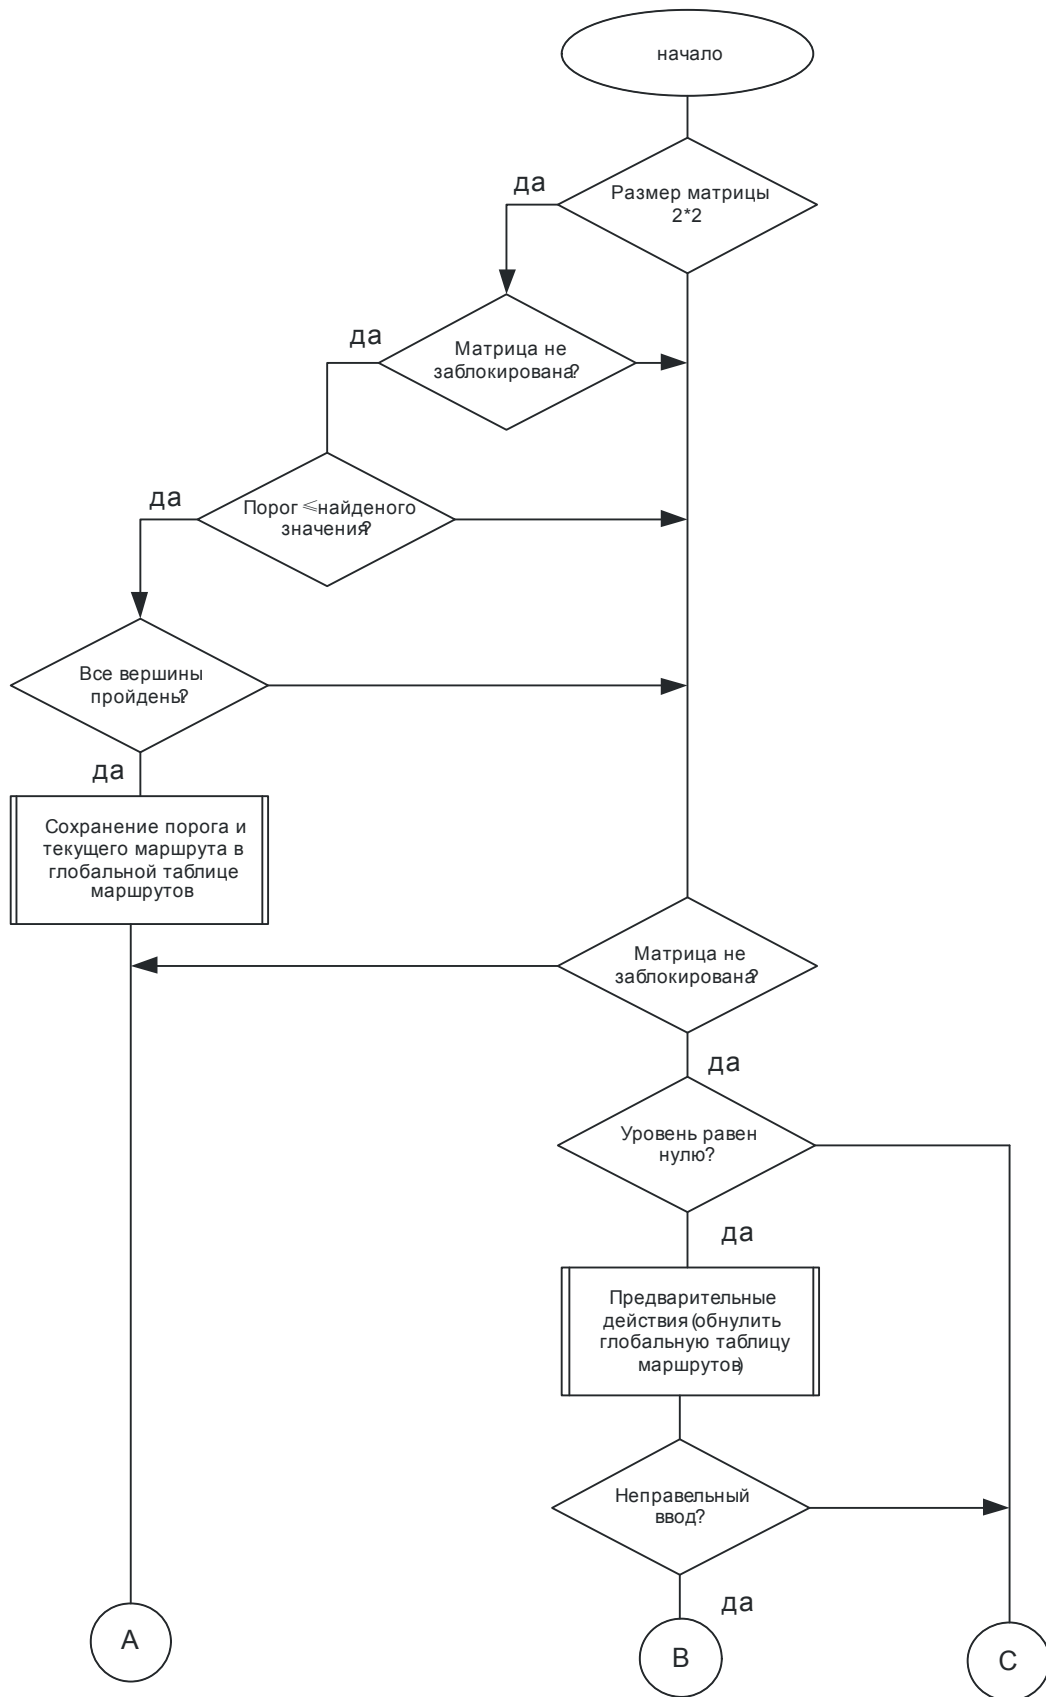 начало
да
Размер матрицы
2*2
да
Матрица не
заблокирована?
да
Порог ⩽найденого
значения?
Все вершины
пройдены?
да
Сохранение порога и
текущего маршрута в
глобальной таблице
маршрутов
Матрица не
заблокирована?
да
Уровень равен
нулю?
да
Предварительные
действия (обнулить
глобальную таблицу
маршрутов)
Неправельный
ввод?
да
A
B
C